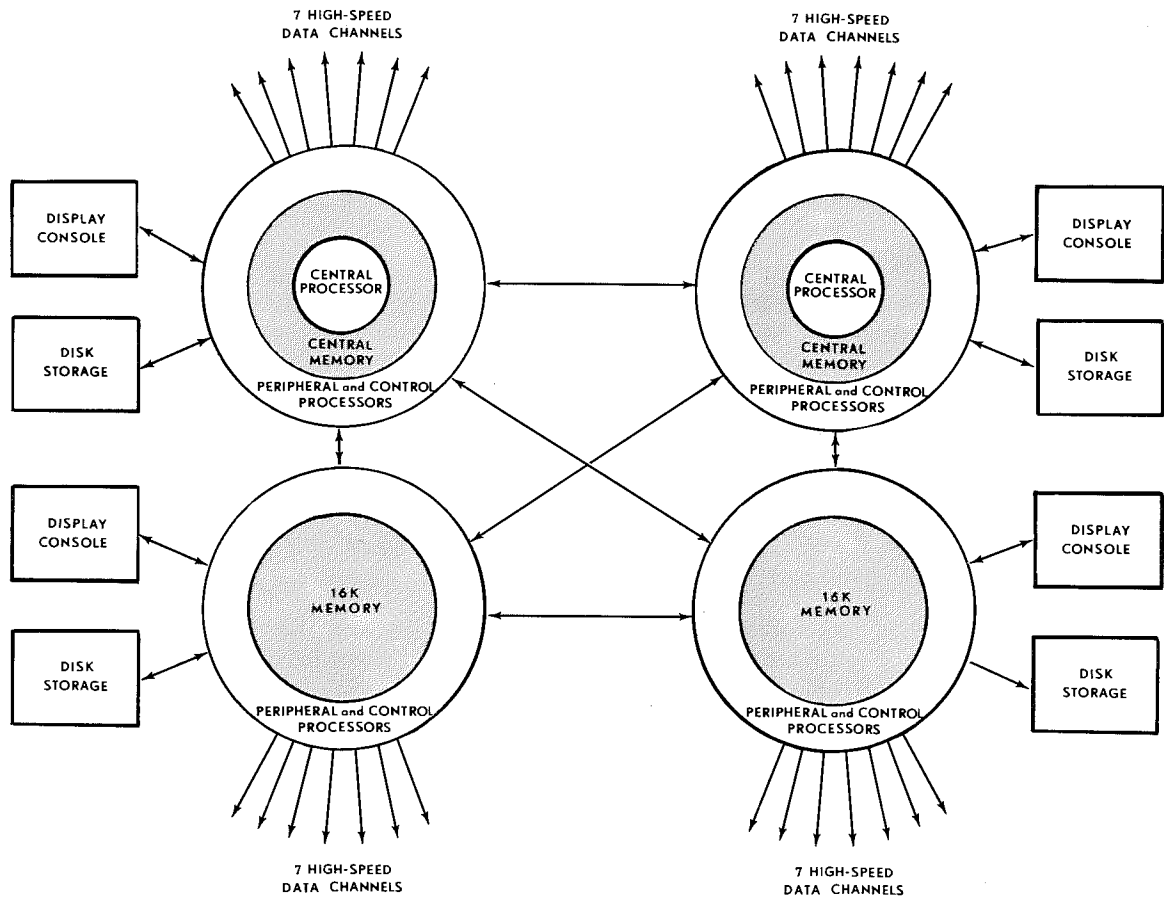 7 HIGH-SPEED
DATA CHANNELS
7 HIGH-SPEED
DATA CHANNELS
DISPLAY
CONSOLE
DISK
STORAGE
CENTRAL
PROCESSOR
CENTRAL
MEMORY
PERIPHERAL and CONTROL
PROCESSORS
CENTRAL
PROCESSOR
CENTRAL
MEMORY
PERIPHERAL and CONTROL
PROCESSORS
DISPLAY
CONSOLE
DISK
STORAGE
DISPLAY
CONSOLE
DISK
STORAGE
16K
MEMORY
PERIPHERAL and CONTROL
PROCESSORS
16K
MEMORY
PERIPHERAL and CONTROL
PROCESSORS
DISPLAY
CONSOLE
DISK
STORAGE
7 HIGH-SPEED
DATA CHANNELS
7 HIGH-SPEED
DATA CHANNELS